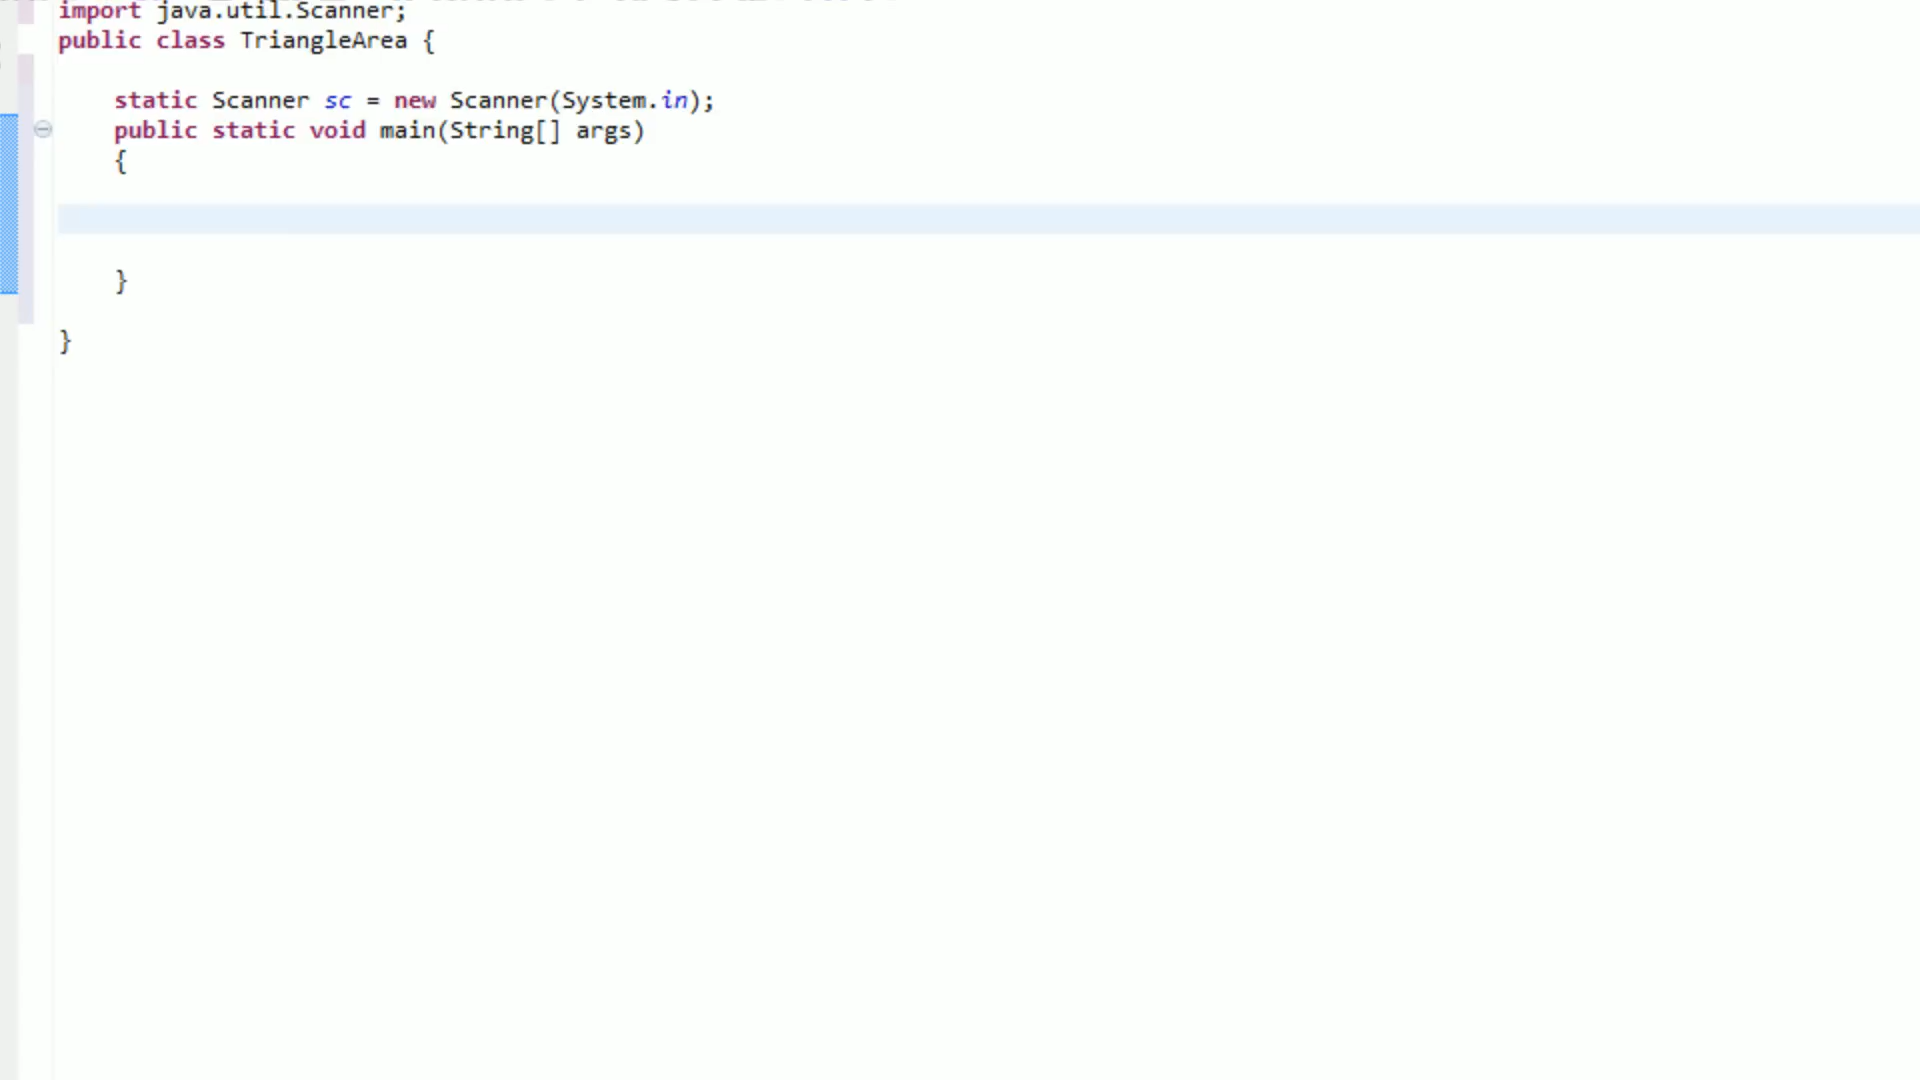 import java.util.Scanner;
public class TriangleArea {
static Scanner sc = new Scanner(System.in);
public static void main(String[] args)
{
}
}